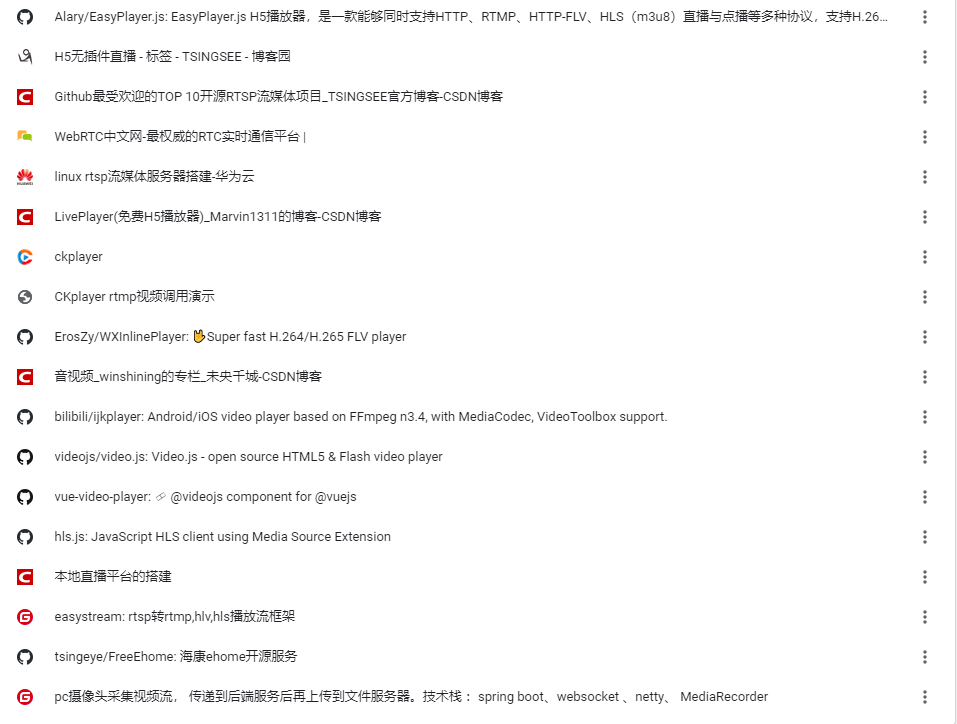 Alary/EasyPlayer.js: EasyPlayer.js H5播放器，是一款能够同时支持HTTP、RTMP、HTTP-FLV、HLS（m3u8）直播与点播等多种协议，支持H.26...
H5无插件直播 - 标签 - TSINGSEE - 博客园
Github最受欢迎的TOP 10开源RTSP流媒体项目_TSINGSEE官方博客-CSDN博客
WebRTC中文网-最权威的RTC实时通信平台 |
linux rtsp流媒体服务器搭建-华为云
LivePlayer(免费H5播放器)_Marvin1311的博客-CSDN博客
ckplayer
CKplayer rtmp视频调用演示
ErosZy/WXInlinePlayer: 🤟Super fast H.264/H.265 FLV player
音视频_winshining的专栏_未央千城-CSDN博客
bilibili/ijkplayer: Android/iOS video player based on FFmpeg n3.4, with MediaCodec, VideoToolbox support.
videojs/video.js: Video.js - open source HTML5 & Flash video player
vue-video-player: @videojs component for @vuejs
hls.js: JavaScript HLS client using Media Source Extension
本地直播平台的搭建
easystream: rtsp转rtmp,hlv,hls播放流框架
tsingeye/FreeEhome: 海康ehome开源服务
pc摄像头采集视频流， 传递到后端服务后再上传到文件服务器。技术栈： spring boot、websocket 、netty、 MediaRecorder